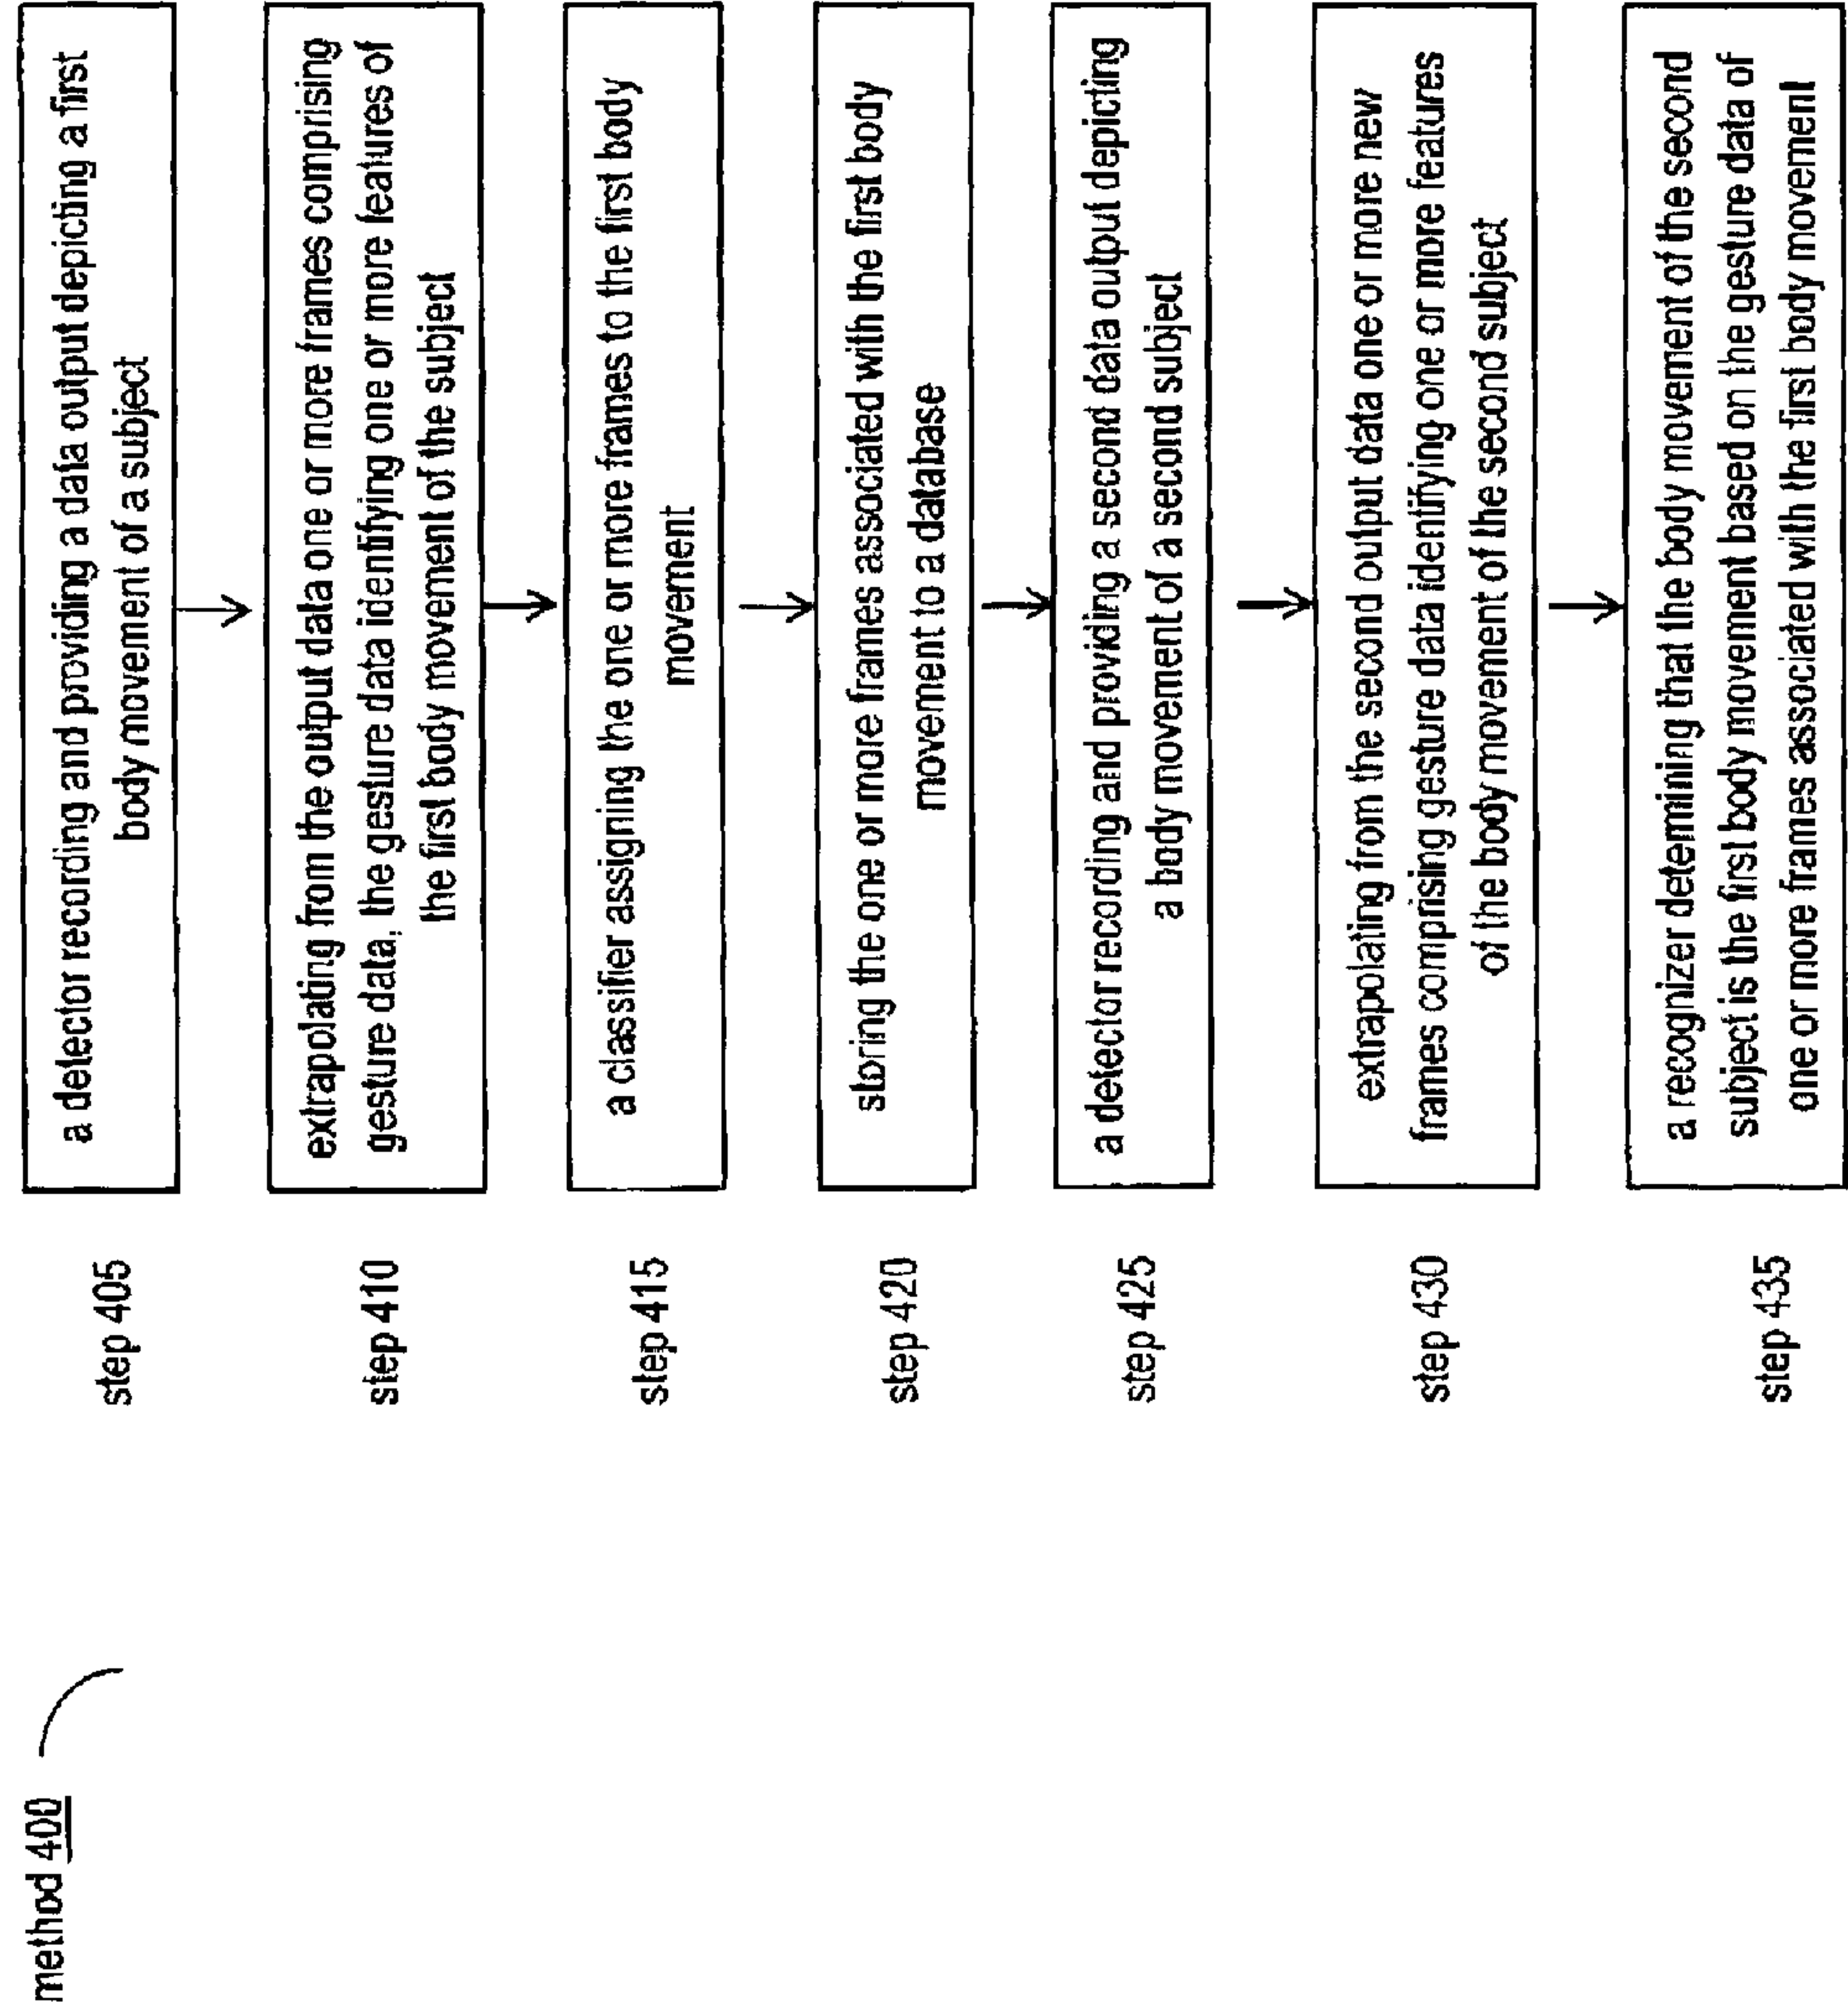 method 400
step 405
a detector recording and providing a data output depicting a first
body movement of a subject
step 410
extrapolating from the output data one or more frames comprising
gesture data, the gesture data identifying one or more features of
the first body movement of the subject
step 415
a classifier assigning the one or more frames to the first body
movement
step 420
storing the one or more frames associated with the first body
movement to a database
step 425
a detector recording and providing a second data output depicting
a body movement of a second subject
step 430
extrapolating from the second output data one or more new
frames comprising gesture data identifying one or more features
of the body movement of the second subject
step 435
a recognizer detemining that the body movement of the second
subject is the first body movement based on the gesture data of
one or more frames associated with the first body movement